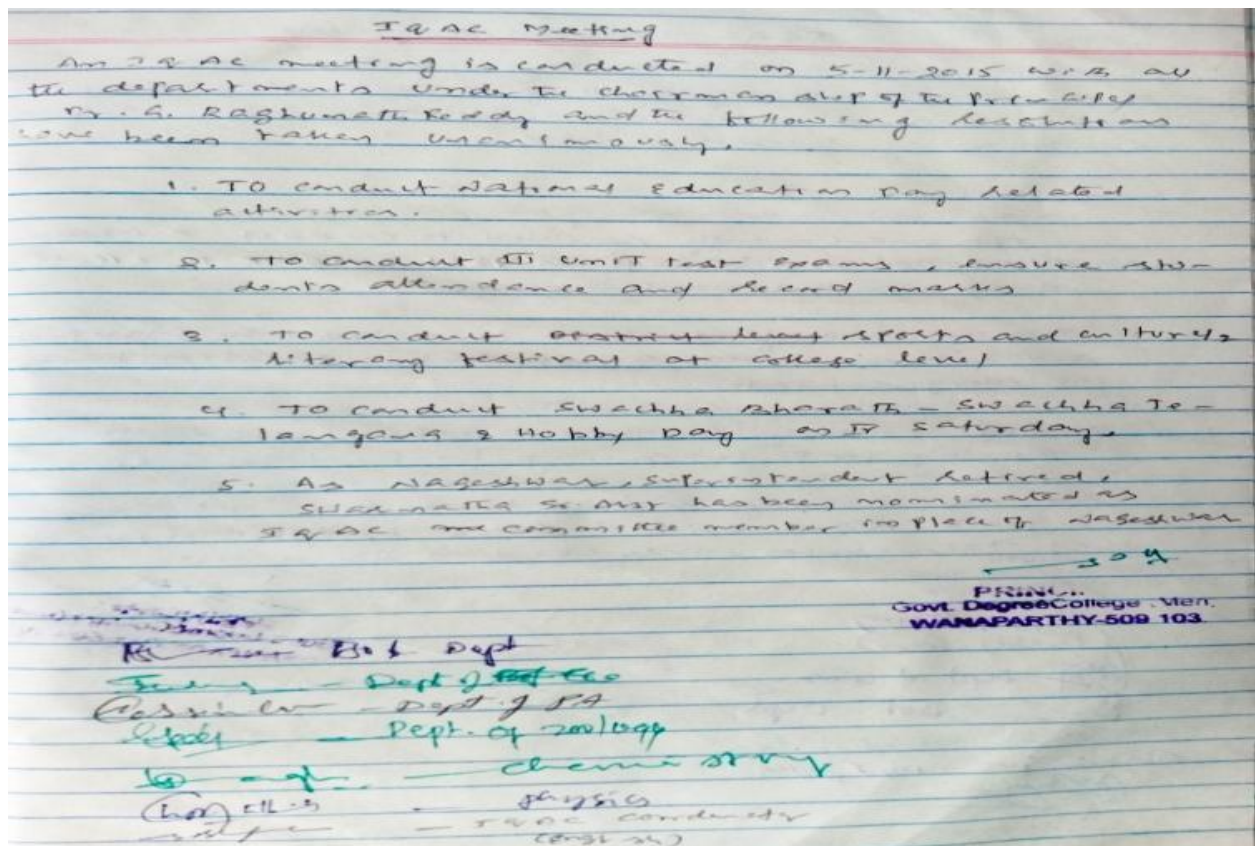 IQAC Meeting
An IQAC meeting is conducted on 5-11-2015 with all
the departments under the chairmanship of the Principal
G. Raghunath Reddy and the following resolutions
have been taken unanimously.
1. To conduct National Education Day related
activities.
2. To conduct III unit test exams, ensure stu-
dents attendance and record marks
3. To conduct district level sports and cultural,
literary festival at college level
4. To conduct Swachha Bharath - Swachha Te-
langana & Hobby Day on IV Saturday.
5. As Nageshwar, Superintendent retired,
Sr. Asst has been nominated as
IQAC committee member in place of Nageshwar
Govt. Degree College Men.
WANAPARTHY-509 103
Bot Dept
Dept of Eco
Dept of PA
Dept. of zoology
chemistry
physics
IQAC coordinator
(English)